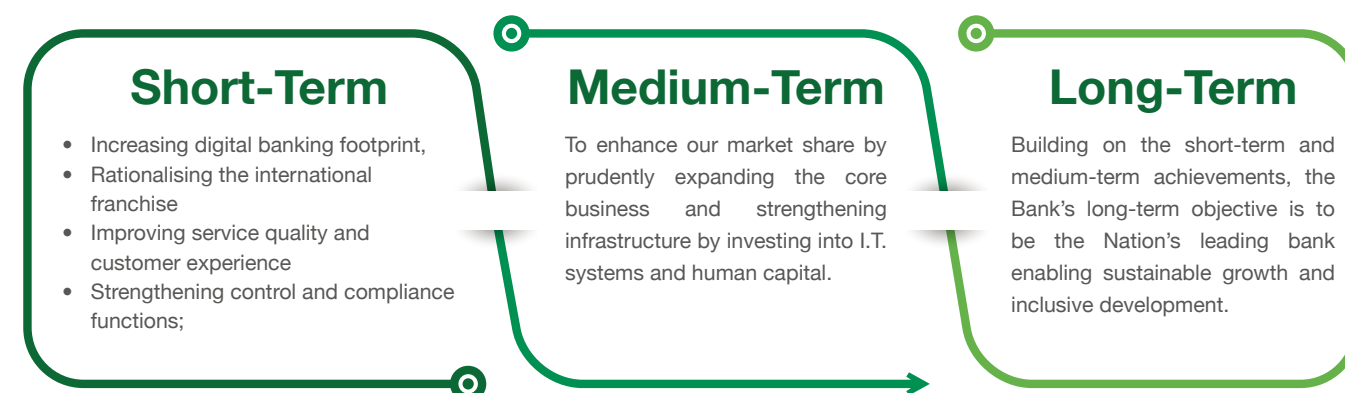 Short-Term
• Increasing digital banking footprint,
• Rationalising the international
franchise
• Improving service quality and
customer experience
• Strengthening control and compliance
functions;
Medium-Term
To enhance our market share by
prudently expanding the core
business and strengthening
infrastructure by investing into I.T.
systems and human capital.
Long-Term
Building on the short-term and
medium-term achievements, the
Bank's long-term objective is to
be the Nation's leading bank
enabling sustainable growth and
inclusive development.